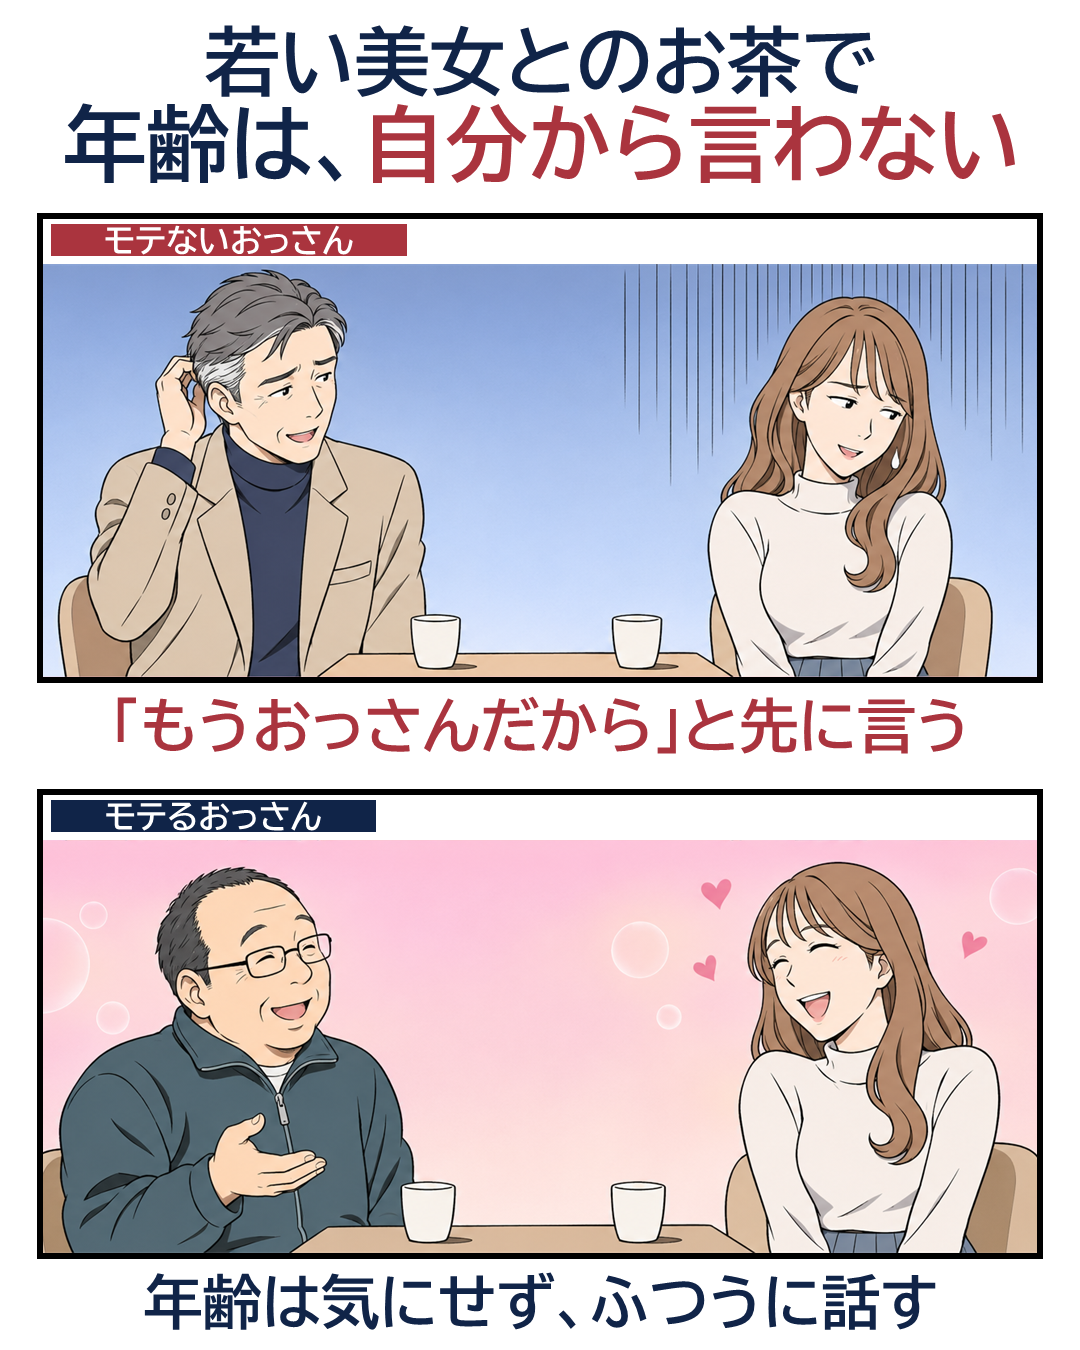 若い美女とのお茶で
年齢は、自分から言わない
モテないおっさん
「もうおっさんだから」と先に言う
モテるおっさん
年齢は気にせず、ふつうに話す